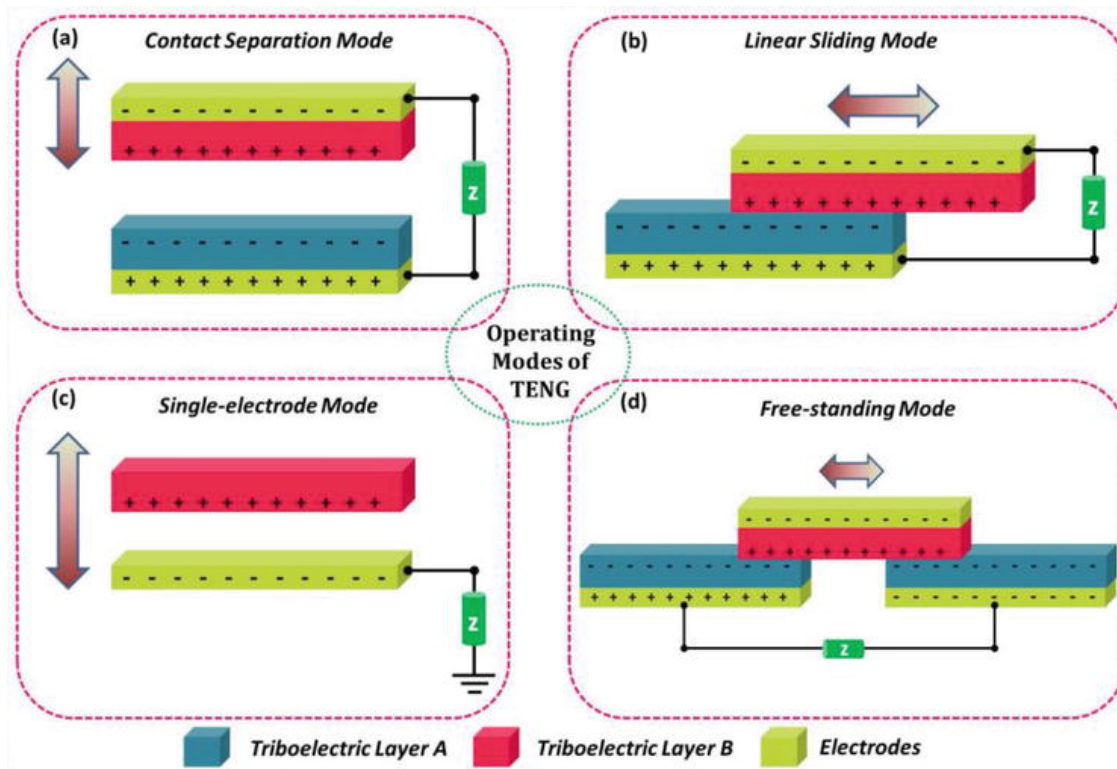 (a)
Contact Separation Mode
- - - - - - - - - - -
+ + + + + + + + + +
Z
- - - - - - - - - - -
+ + + + + + + + + + +
(b)
Linear Sliding Mode
- - - - - - - - - - -
+ + + + + + + + + + +
Z
- - - - - - - - - - -
+ + + + + + + + + + +
Operating
Modes of
TENG
(c)
Single-electrode Mode
+ + + + + + + + + + +
- - - - - - - - - - -
Z
(d)
Free-standing Mode
- - - - - - - - - - -
+ + + + + + + + + + +
- - - - - - - - - - -
- - - - - - - - - - -
+ + + + + + + + + + +
- - - - - - - - - - -
Z
Triboelectric Layer A
Triboelectric Layer B
Electrodes